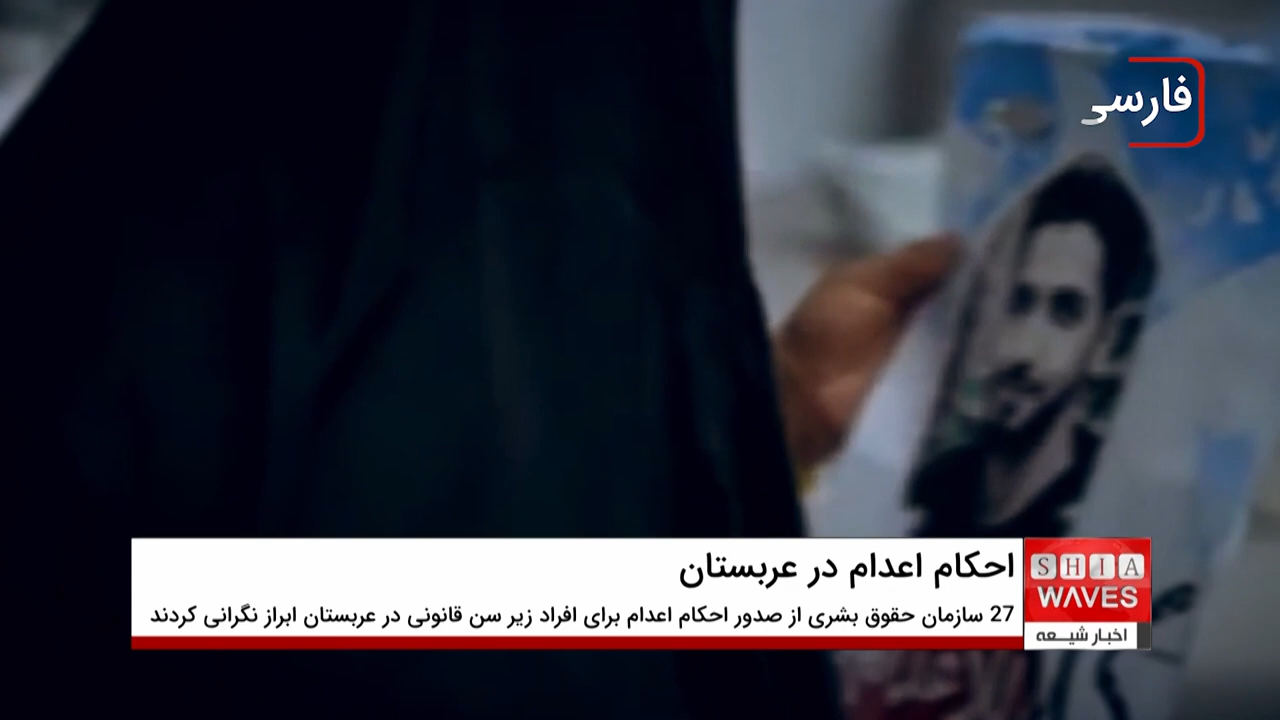 فارسی
احکام اعدام در عربستان
27 سازمان حقوق بشری از صدور احکام اعدام برای افراد زیر سن قانونی در عربستان ابراز نگرانی کردند
SHIA
WAVES
اخبار شیـعه